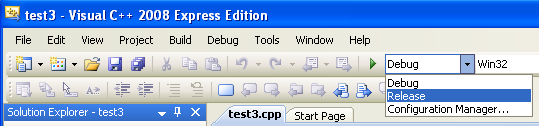 test3 - Visual C++ 2008 Express Edition
File Edit View Project Build Debug Tools Window Help
Debug Win32
Debug
Release
Configuration Manager...
Solution Explorer - test3
test3.cpp Start Page